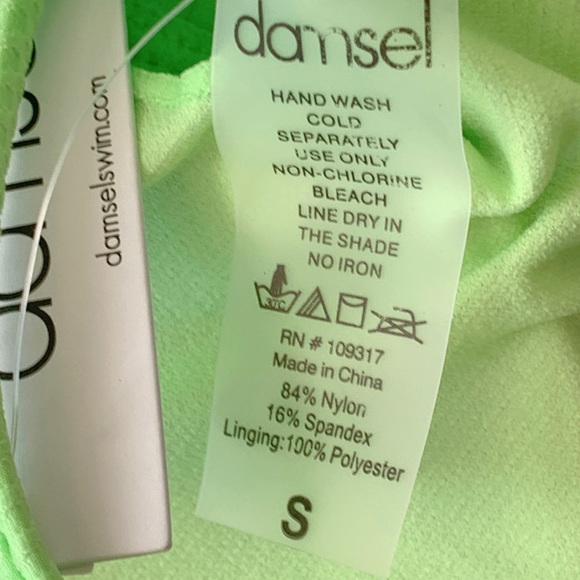 damsel
HAND WASH
COLD
SEPARATELY
USE ONLY
NON-CHLORINE
BLEACH
LINE DRY IN
THE SHADE
NO IRON
30°C
RN # 109317
Made in China
84% Nylon
16% Spandex
Linging:100% Polyester
S
damselswim.com